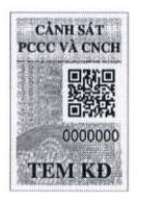 CẢNH SÁT
PCCC VÀ CNCH
0000000
TEM KĐ